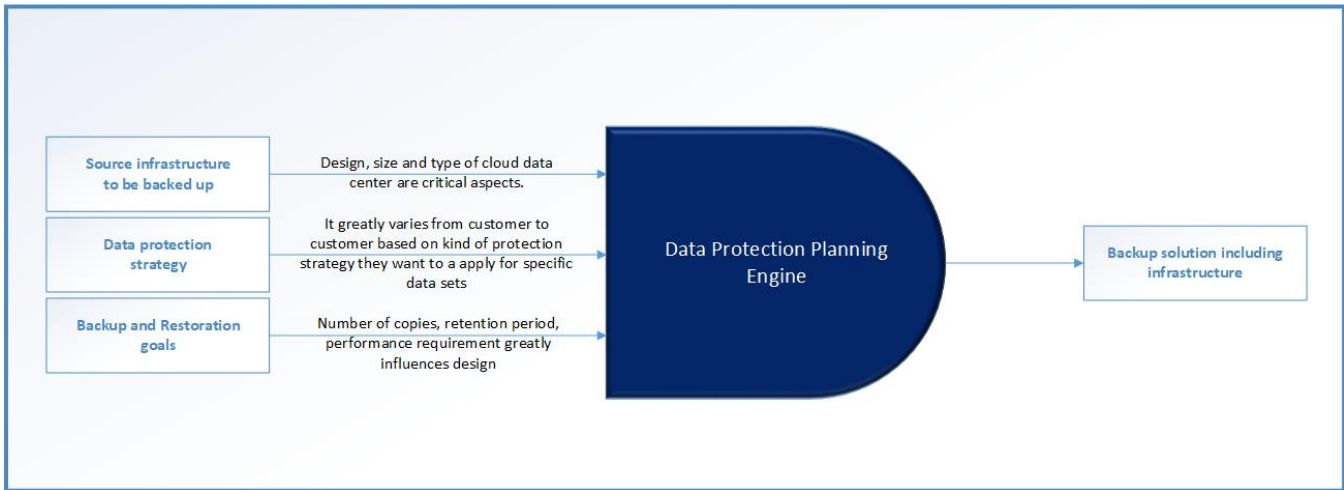 Source infrastructure
to be backed up
Design, size and type of cloud data
center are critical aspects.
Data protection
strategy
It greatly varies from customer to
customer based on kind of protection
strategy they want to a apply for specific
data sets
Backup and Restoration
goals
Number of copies, retention period,
performance requirement greatly
influences design
Data Protection Planning
Engine
Backup solution including
infrastructure